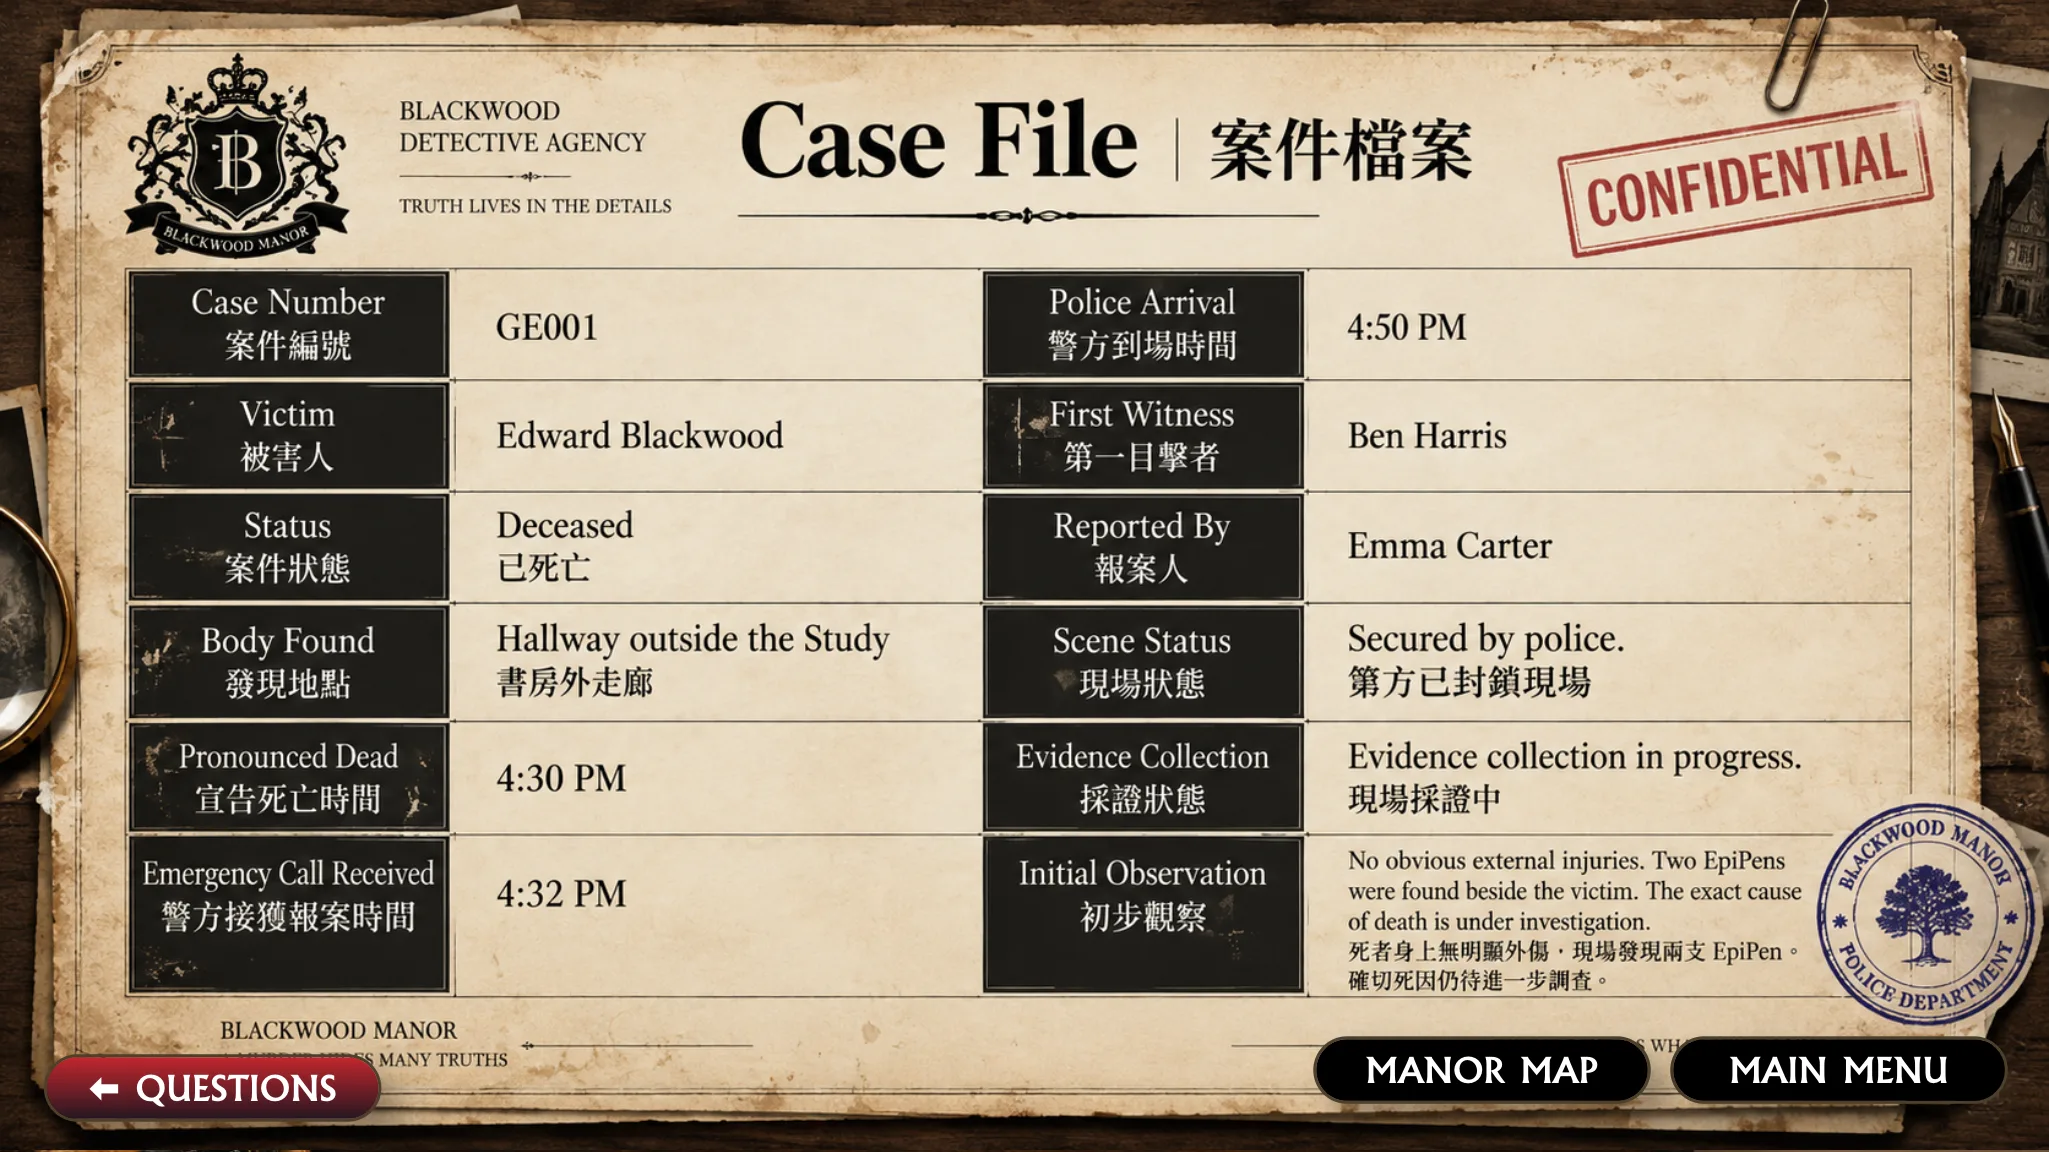 BLACKWOOD
DETECTIVE AGENCY
TRUTH LIVES IN THE DETAILS
B
BLACKWOOD MANOR
Case File | 案件檔案
CONFIDENTIAL
Case Number
案件編號
GE001
Police Arrival
警方到場時間
4:50 PM
Victim
被害人
Edward Blackwood
First Witness
第一目擊者
Ben Harris
Status
案件狀態
Deceased
已死亡
Reported By
報案人
Emma Carter
Body Found
發現地點
Hallway outside the Study
書房外走廊
Scene Status
現場狀態
Secured by police.
第方已封鎖現場
Pronounced Dead
宣告死亡時間
4:30 PM
Evidence Collection
採證狀態
Evidence collection in progress.
現場採證中
Emergency Call Received
警方接獲報案時間
4:32 PM
Initial Observation
初步觀察
No obvious external injuries. Two EpiPens
were found beside the victim. The exact cause
of death is under investigation.
死者身上無明顯外傷，現場發現兩支 EpiPen。
確切死因仍待進一步調查。
BLACKWOOD MANOR
POLICE DEPARTMENT
BLACKWOOD MANOR
MANY TRUTHS
← QUESTIONS
MANOR MAP
MAIN MENU